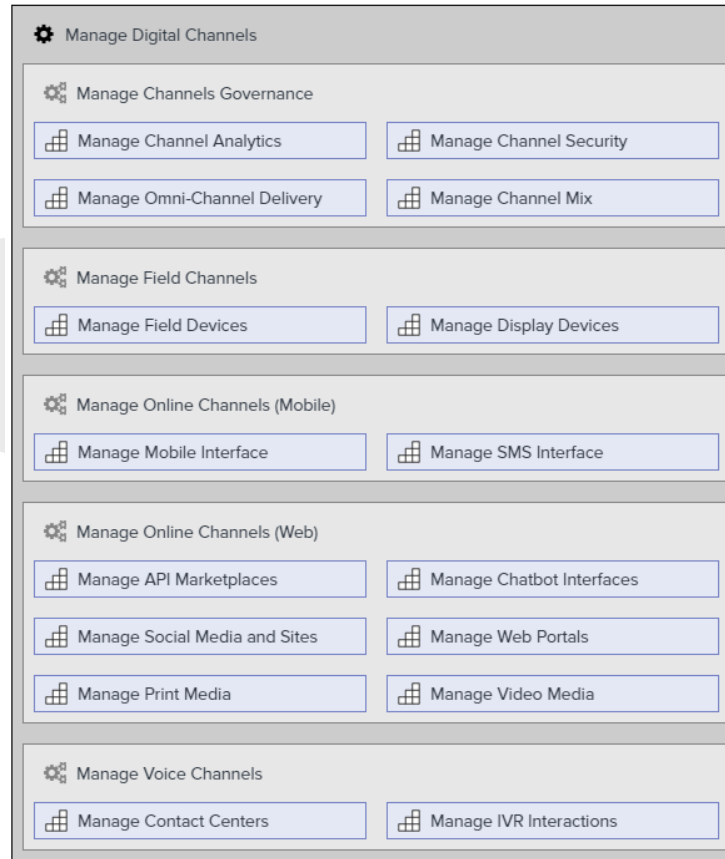 Manage Digital Channels
Manage Channels Governance
Manage Channel Analytics
Manage Channel Security
Manage Omni-Channel Delivery
Manage Channel Mix
Manage Field Channels
Manage Field Devices
Manage Display Devices
Manage Online Channels (Mobile)
Manage Mobile Interface
Manage SMS Interface
Manage Online Channels (Web)
Manage API Marketplaces
Manage Chatbot Interfaces
Manage Social Media and Sites
Manage Web Portals
Manage Print Media
Manage Video Media
Manage Voice Channels
Manage Contact Centers
Manage IVR Interactions